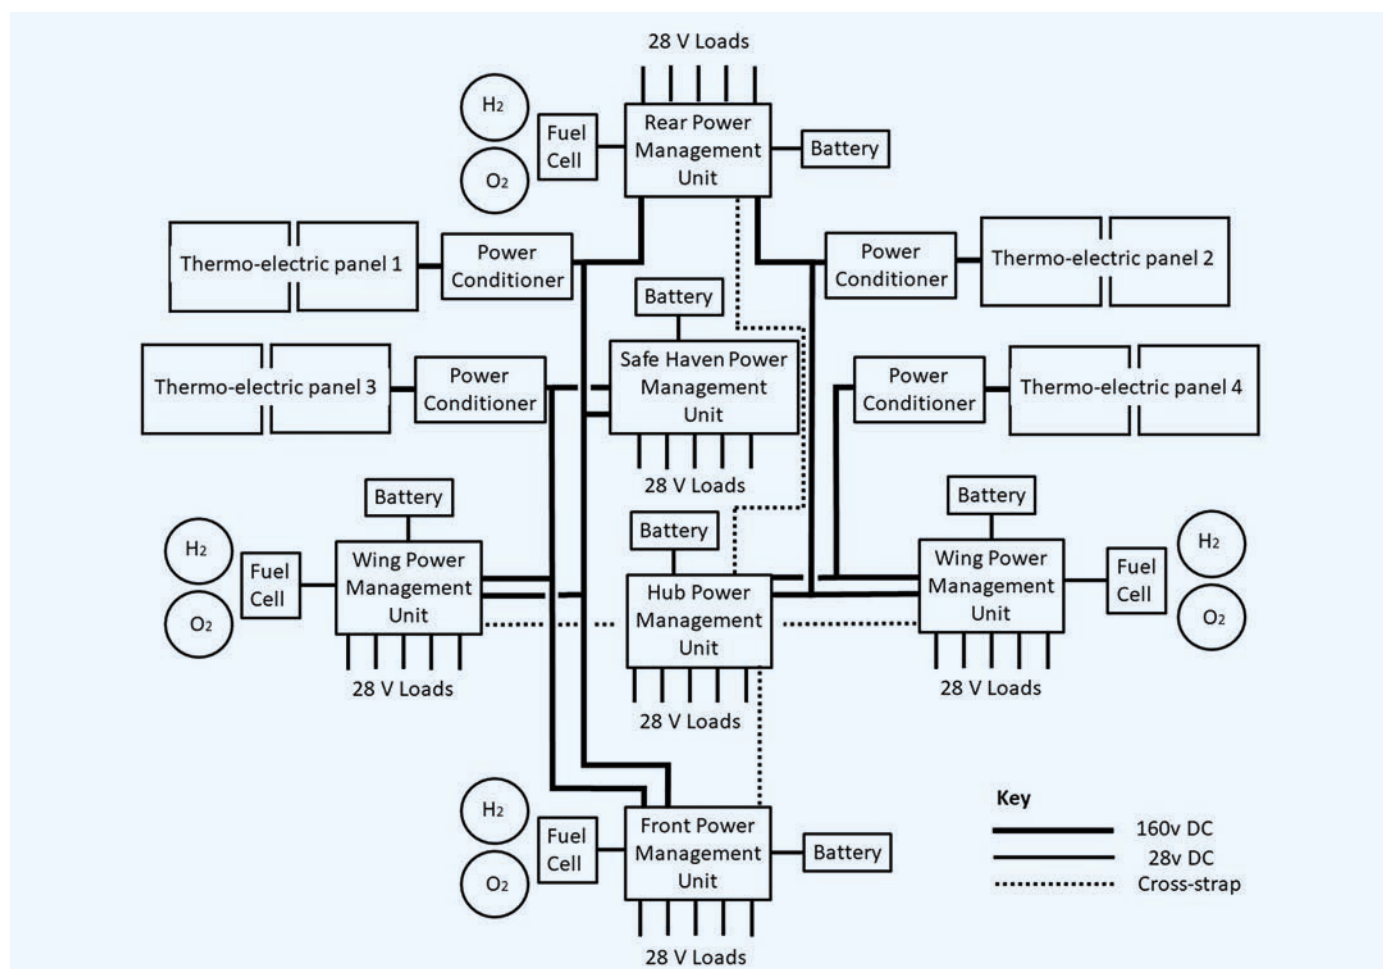 28 V Loads
H2
O2
Fuel
Cell
Rear Power
Management
Unit
Battery
Thermo-electric panel 1
Power
Conditioner
Power
Conditioner
Thermo-electric panel 2
Battery
Thermo-electric panel 3
Power
Conditioner
Safe Haven Power
Management
Unit
Power
Conditioner
Thermo-electric panel 4
28 V Loads
Battery
Battery
Battery
H2
O2
Fuel
Cell
Wing Power
Management
Unit
Hub Power
Management
Unit
Wing Power
Management
Unit
Fuel
Cell
H2
O2
28 V Loads
28 V Loads
28 V Loads
H2
O2
Fuel
Cell
Front Power
Management
Unit
Battery
28 V Loads
Key
160v DC
28v DC
Cross-strap